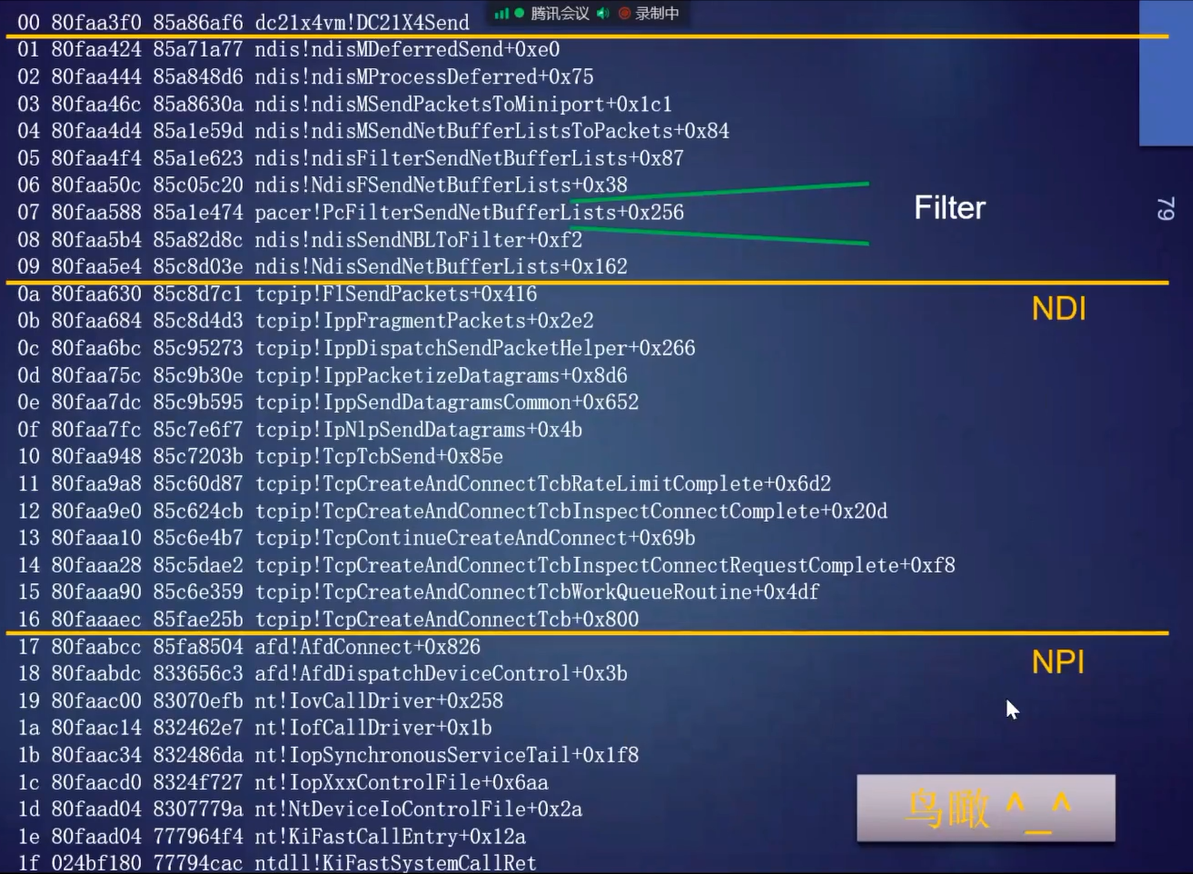 腾讯会议 录制中
00 80faa3f0 85a86af6 dc21x4vm!DC21X4Send
01 80faa424 85a71a77 ndis!ndisMDeferredSend+0xe0
02 80faa444 85a848d6 ndis!ndisMProcessDeferred+0x75
03 80faa46c 85a8630a ndis!ndisMSendPacketsToMiniport+0x1c1
04 80faa4d4 85a1e59d ndis!ndisMSendNetBufferListsToPackets+0x84
05 80faa4f4 85a1e623 ndis!ndisFilterSendNetBufferLists+0x87
06 80faa50c 85c05c20 ndis!NdisFSendNetBufferLists+0x38
07 80faa588 85a1e474 pacer!PcFilterSendNetBufferLists+0x256
Filter
79
08 80faa5b4 85a82d8c ndis!ndisSendNBLToFilter+0xf2
09 80faa5e4 85c8d03e ndis!NdisSendNetBufferLists+0x162
0a 80faa630 85c8d7c1 tcpip!FlSendPackets+0x416
NDI
0b 80faa684 85c8d4d3 tcpip!IppFragmentPackets+0x2e2
0c 80faa6bc 85c95273 tcpip!IppDispatchSendPacketHelper+0x266
0d 80faa75c 85c9b30e tcpip!IppPacketizeDatagrams+0x8d6
0e 80faa7dc 85c9b595 tcpip!IppSendDatagramsCommon+0x652
0f 80faa7fc 85c7e6f7 tcpip!IpNlpSendDatagrams+0x4b
10 80faa948 85c7203b tcpip!TcpTcbSend+0x85e
11 80faa9a8 85c60d87 tcpip!TcpCreateAndConnectTcbRateLimitComplete+0x6d2
12 80faa9e0 85c624cb tcpip!TcpCreateAndConnectTcbInspectConnectComplete+0x20d
13 80faaa10 85c6e4b7 tcpip!TcpContinueCreateAndConnect+0x69b
14 80faaa28 85c5dae2 tcpip!TcpCreateAndConnectTcbInspectConnectRequestComplete+0xf8
15 80faaa90 85c6e359 tcpip!TcpCreateAndConnectTcbWorkQueueRoutine+0x4df
16 80faaaec 85fae25b tcpip!TcpCreateAndConnectTcb+0x800
17 80faabcc 85fa8504 afd!AfdConnect+0x826
NPI
18 80faabdc 833656c3 afd!AfdDispatchDeviceControl+0x3b
19 80faac00 83070efb nt!IovCallDriver+0x258
1a 80faac14 832462e7 nt!IofCallDriver+0x1b
1b 80faac34 832486da nt!IopSynchronousServiceTail+0x1f8
1c 80faacd0 8324f727 nt!IopXxxControlFile+0x6aa
1d 80faad04 8307779a nt!NtDeviceIoControlFile+0x2a
鸟瞰 ^_^
1e 80faad04 777964f4 nt!KiFastCallEntry+0x12a
1f 024bf180 77794cac ntdll!KiFastSystemCallRet